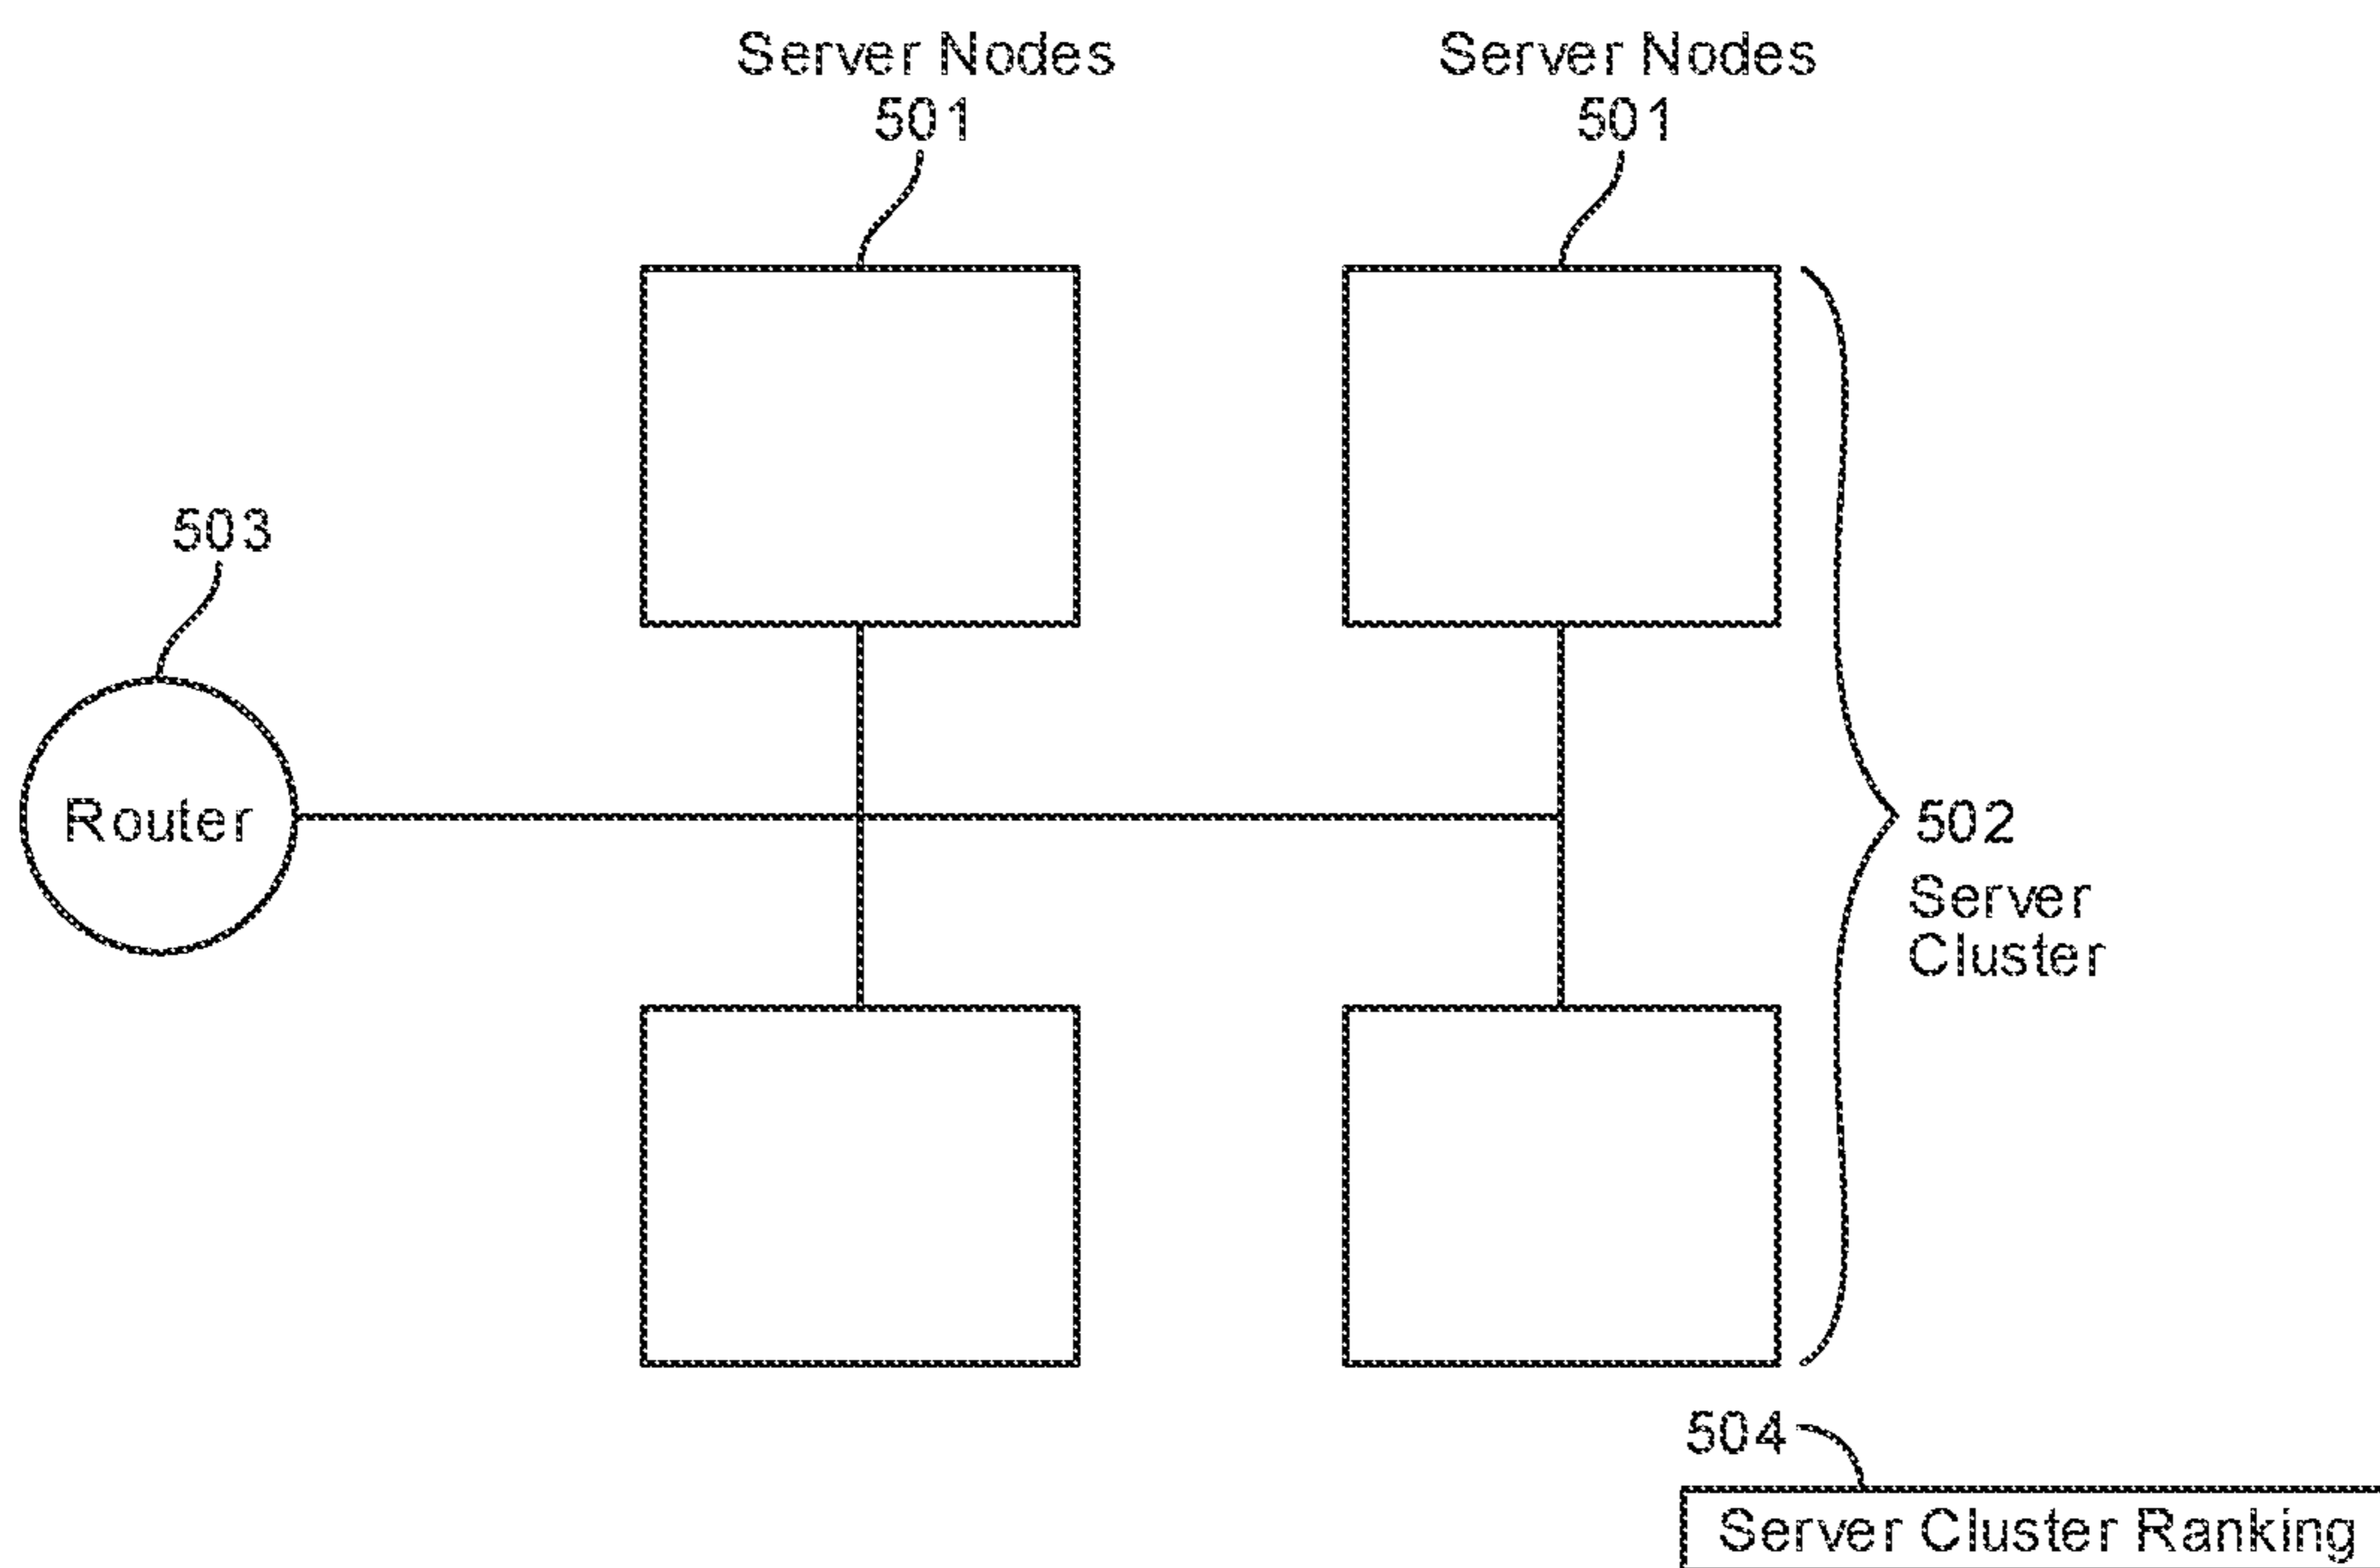 Server Nodes
501
Server Nodes
501
503
Router
502
Server
Cluster
504
Server Cluster Ranking